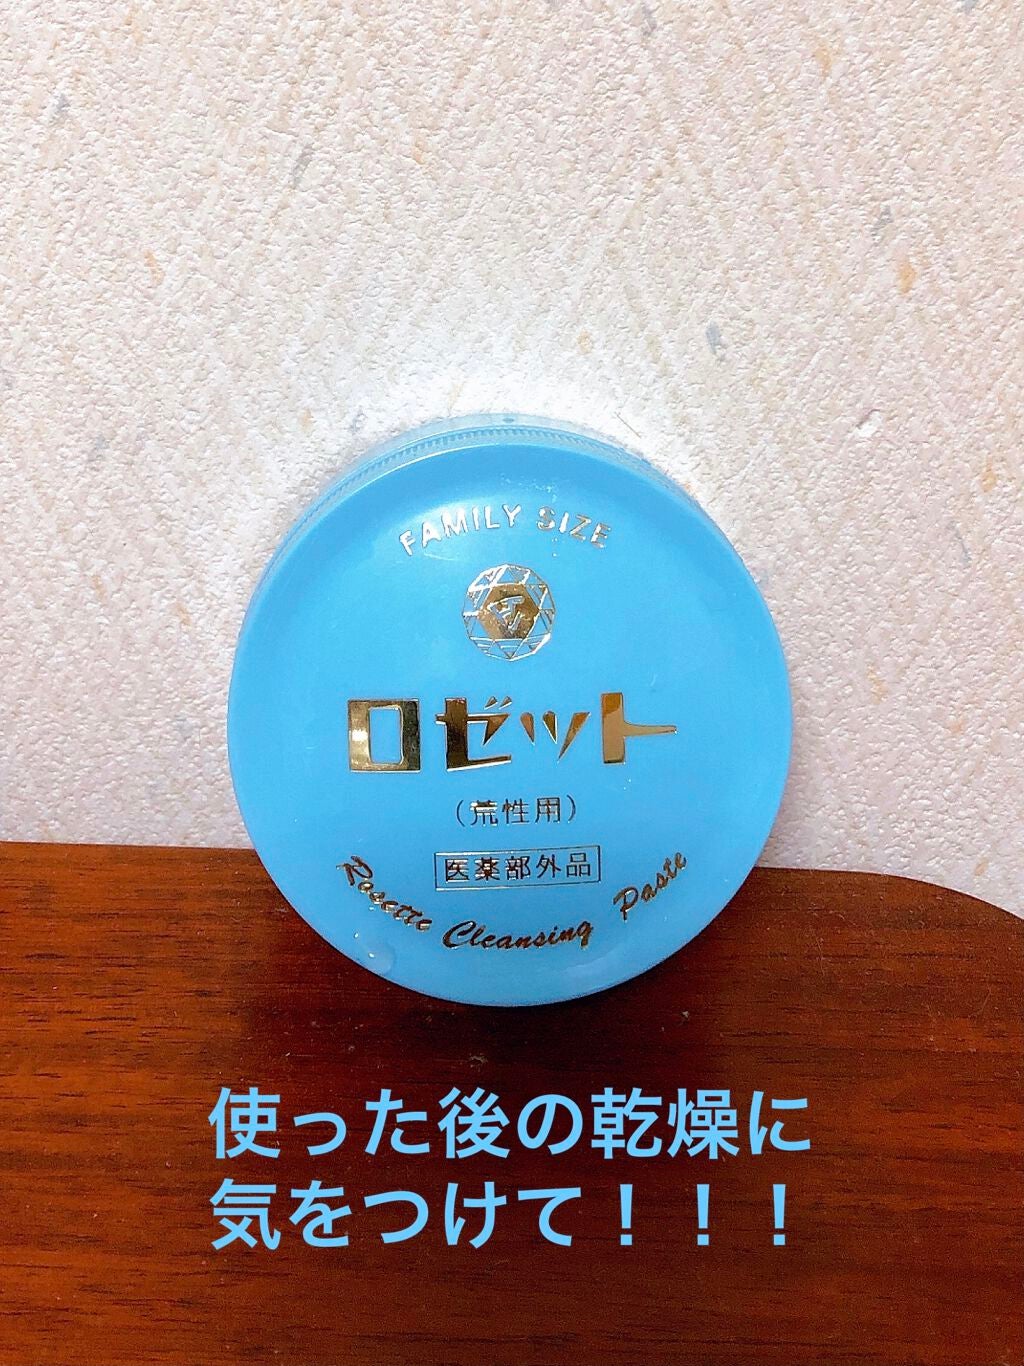 FAMILY SIZE
ロゼット
（荒性用）
医薬部外品
Rosette Cleansing Paste
使った後の乾燥に
気をつけて！！！